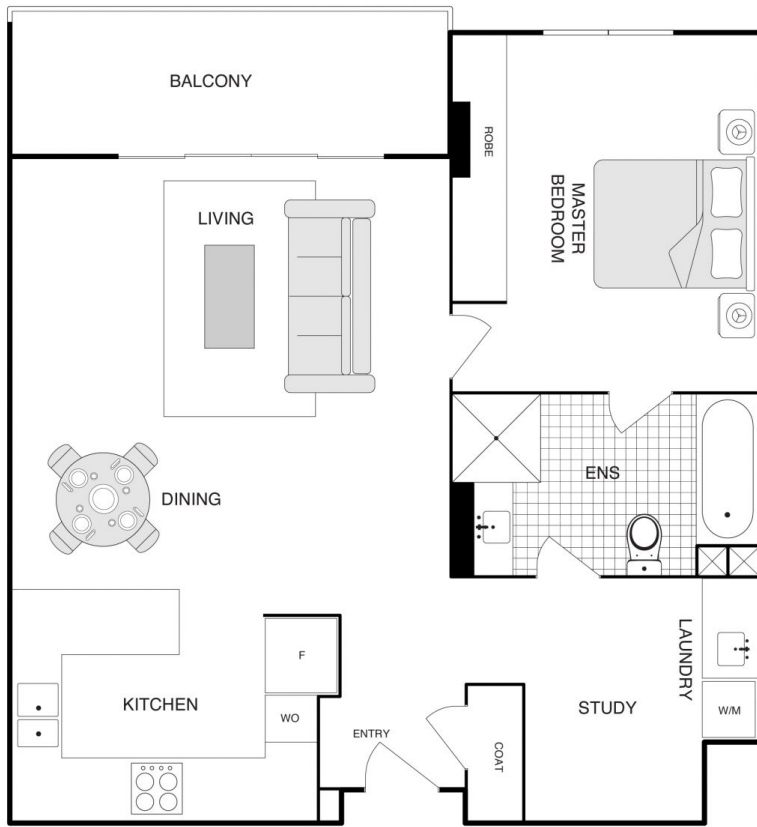 BALCONY
ROBE
MASTER
BEDROOM
LIVING
DINING
ENS
KITCHEN
F
WO
ENTRY
COAT
STUDY
LAUNDRY
W/M